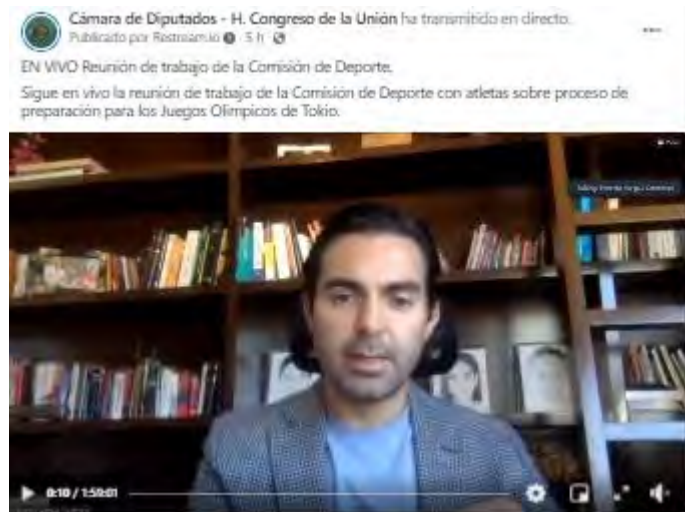 Cámara de Diputados - H. Congreso de la Unión ha transmitido en directo.
Publicado por Restream.io · 5 h ·
EN VIVO Reunión de trabajo de la Comisión de Deporte.
Sigue en vivo la reunión de trabajo de la Comisión de Deporte con atletas sobre proceso de
preparación para los Juegos Olímpicos de Tokio.
0:10 / 1:59:01